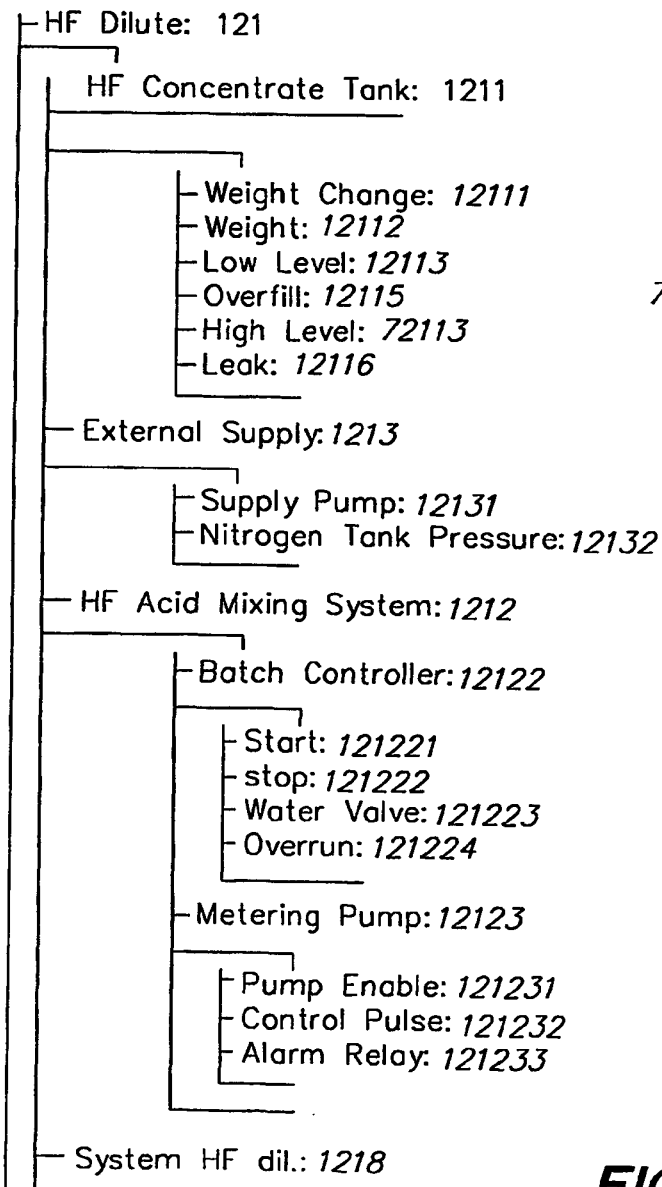 HF Dilute: 121
HF Concentrate Tank: 1211
Weight Change: 12111
Weight: 12112
Low Level: 12113
Overfill: 12115
7
High Level: 72113
Leak: 12116
External Supply: 1213
Supply Pump: 12131
Nitrogen Tank Pressure: 12132
HF Acid Mixing System: 1212
Batch Controller: 12122
Start: 121221
stop: 121222
Water Valve: 121223
Overrun: 121224
Metering Pump: 12123
Pump Enable: 121231
Control Pulse: 121232
Alarm Relay: 121233
System HF dil.: 1218
FIG